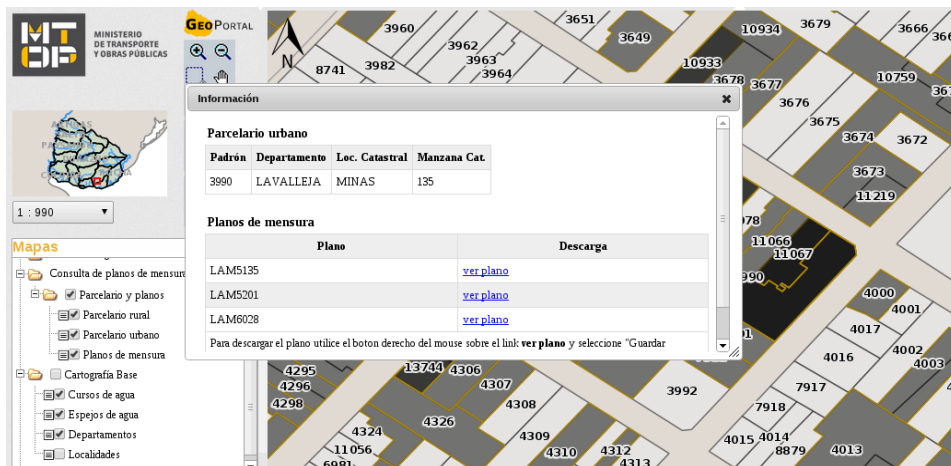 MT
OP
MINISTERIO
DE TRANSPORTE
Y OBRAS PÚBLICAS
GEOPORTAL
N
1 : 990
Mapas
Consulta de planos de mensura
Parcelario y planos
Parcelario rural
Parcelario urbano
Planos de mensura
Cartografía Base
Cursos de agua
Espejos de agua
Departamentos
Localidades
Información
Parcelario urbano
Padrón Departamento Loc. Catastral Manzana Cat.
3990 LAVALLEJA MINAS 135
Planos de mensura
Plano Descarga
LAM5135 ver plano
LAM5201 ver plano
LAM6028 ver plano
Para descargar el plano utilice el boton derecho del mouse sobre el link ver plano y seleccione "Guardar
3960
3651
3649
10934
3679
3666
3962
3963
3964
8741
3982
10933
3678
3677
10759
3676
3675
3674
3672
3673
11219
11066
11067
4000
4001
4017
4002
4003
4016
4295
4296
4298
13744
4306
4307
4308
3992
7917
7918
4324
4326
4309
4310
4312
4313
11056
6981
4015
4014
8879
4013